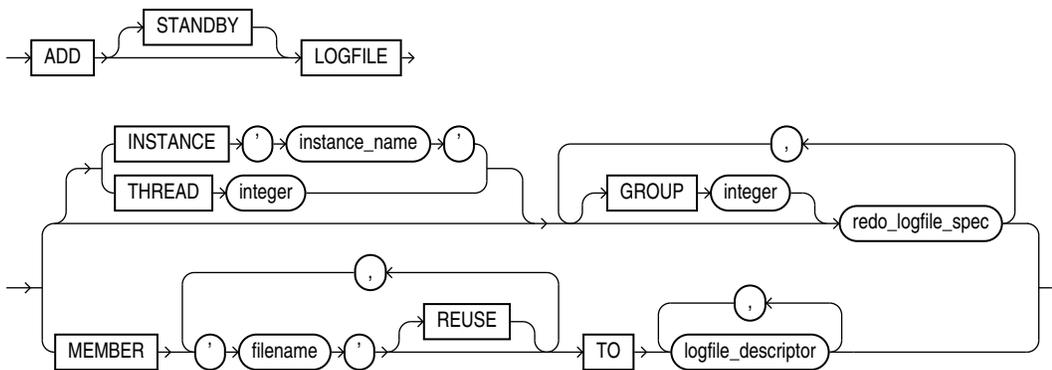 STANDBY
ADD LOGFILE
INSTANCE ' instance_name ' ,
THREAD integer GROUP integer
redo_logfile_spec
,
REUSE ,
MEMBER ' filename ' TO logfile_descriptor